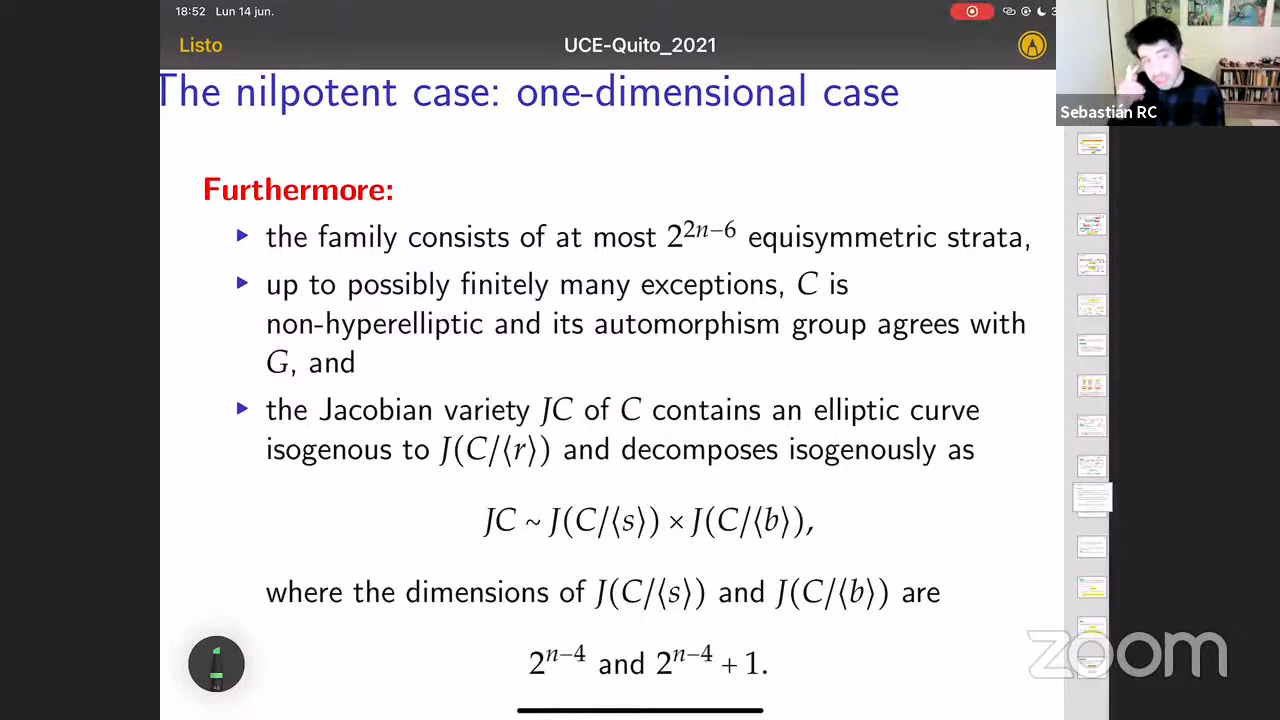 18:52 Lun 14 jun.
Listo
UCE-Quito_2021
The nilpotent case: one-dimensional case
Sebastián RC
Furthermore:
▸ the family consists of at most 2^{2n−6} equisymmetric strata,
▸ up to possibly finitely many exceptions, C is
non-hyperelliptic and its automorphism group agrees with
G, and
▸ the Jacobian variety JC of C contains an elliptic curve
isogenous to J(C/⟨r⟩) and decomposes isogenously as
JC ~ J(C/⟨s⟩) × J(C/⟨b⟩),
where the dimensions of J(C/⟨s⟩) and J(C/⟨b⟩) are
2^{n−4} and 2^{n−4} + 1.
zoom